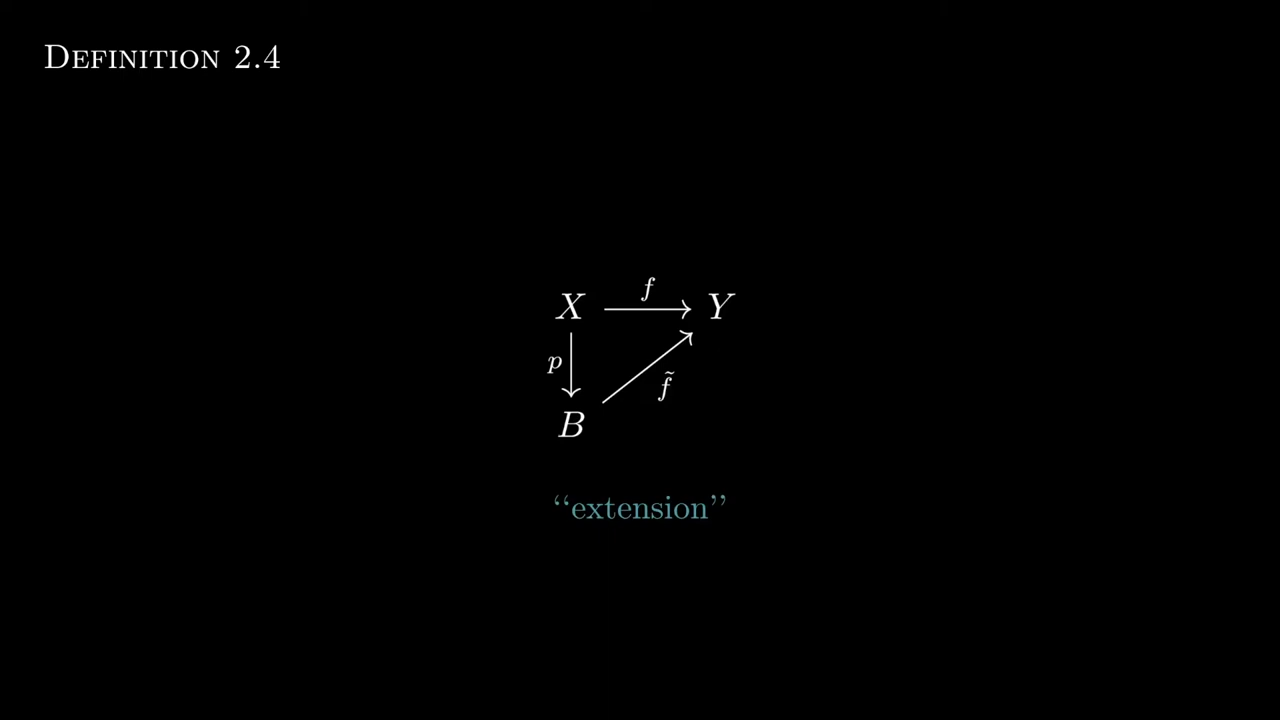 DEFINITION 2.4
f
X Y
p
f̃
B
“extension”